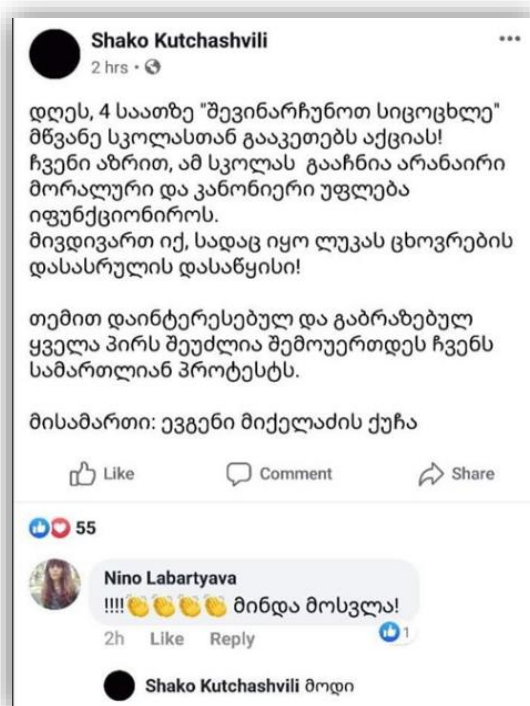 Shako Kutchashvili
2 hrs ·
დღეს, 4 საათზე "შევინარჩუნოთ სიცოცხლე"
მწვანე სკოლასთან გააკეთებს აქციას!
ჩვენი აზრით, ამ სკოლას გააჩნია არანაირი
მორალური და კანონიერი უფლება
იფუნქციონიროს.
მივდივართ იქ, სადაც იყო ლუკას ცხოვრების
დასასრულის დასაწყისი!
თემით დაინტერესებულ და გაბრაზებულ
ყველა პირს შეუძლია შემოუერთდეს ჩვენს
სამართლიან პროტესტს.
მისამართი: ევგენი მიქელაძის ქუჩა
Like Comment Share
55
Nino Labartyava
!!!!👏👏👏👏 მინდა მოსვლა!
2h Like Reply 1
Shako Kutchashvili მოდი